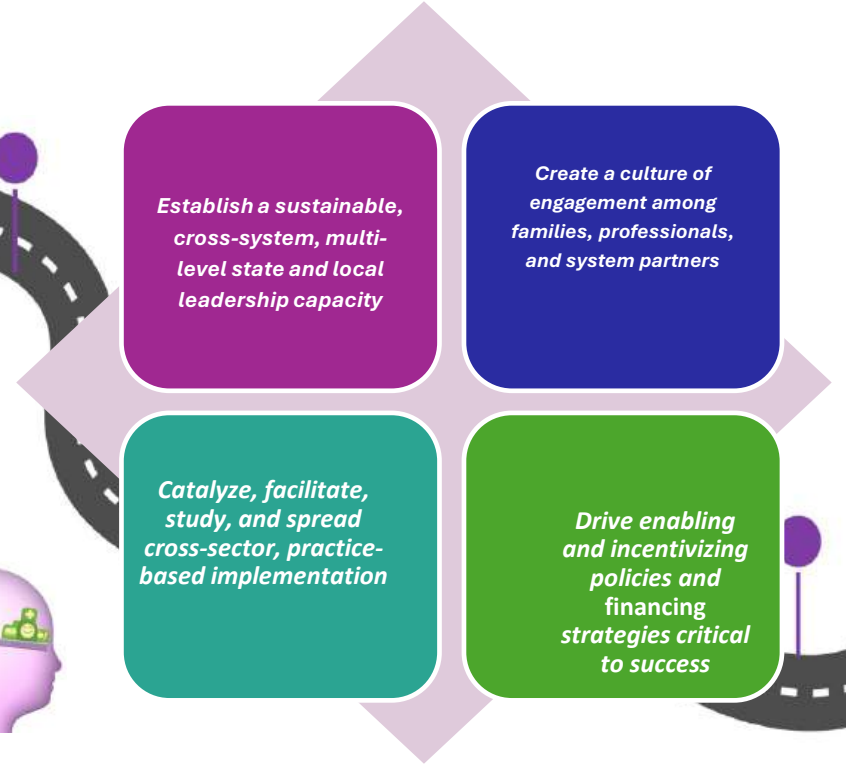 Establish a sustainable,
cross-system, multi-
level state and local
leadership capacity
Create a culture of
engagement among
families, professionals,
and system partners
Catalyze, facilitate,
study, and spread
cross-sector, practice-
based implementation
Drive enabling
and incentivizing
policies and
financing
strategies critical
to success